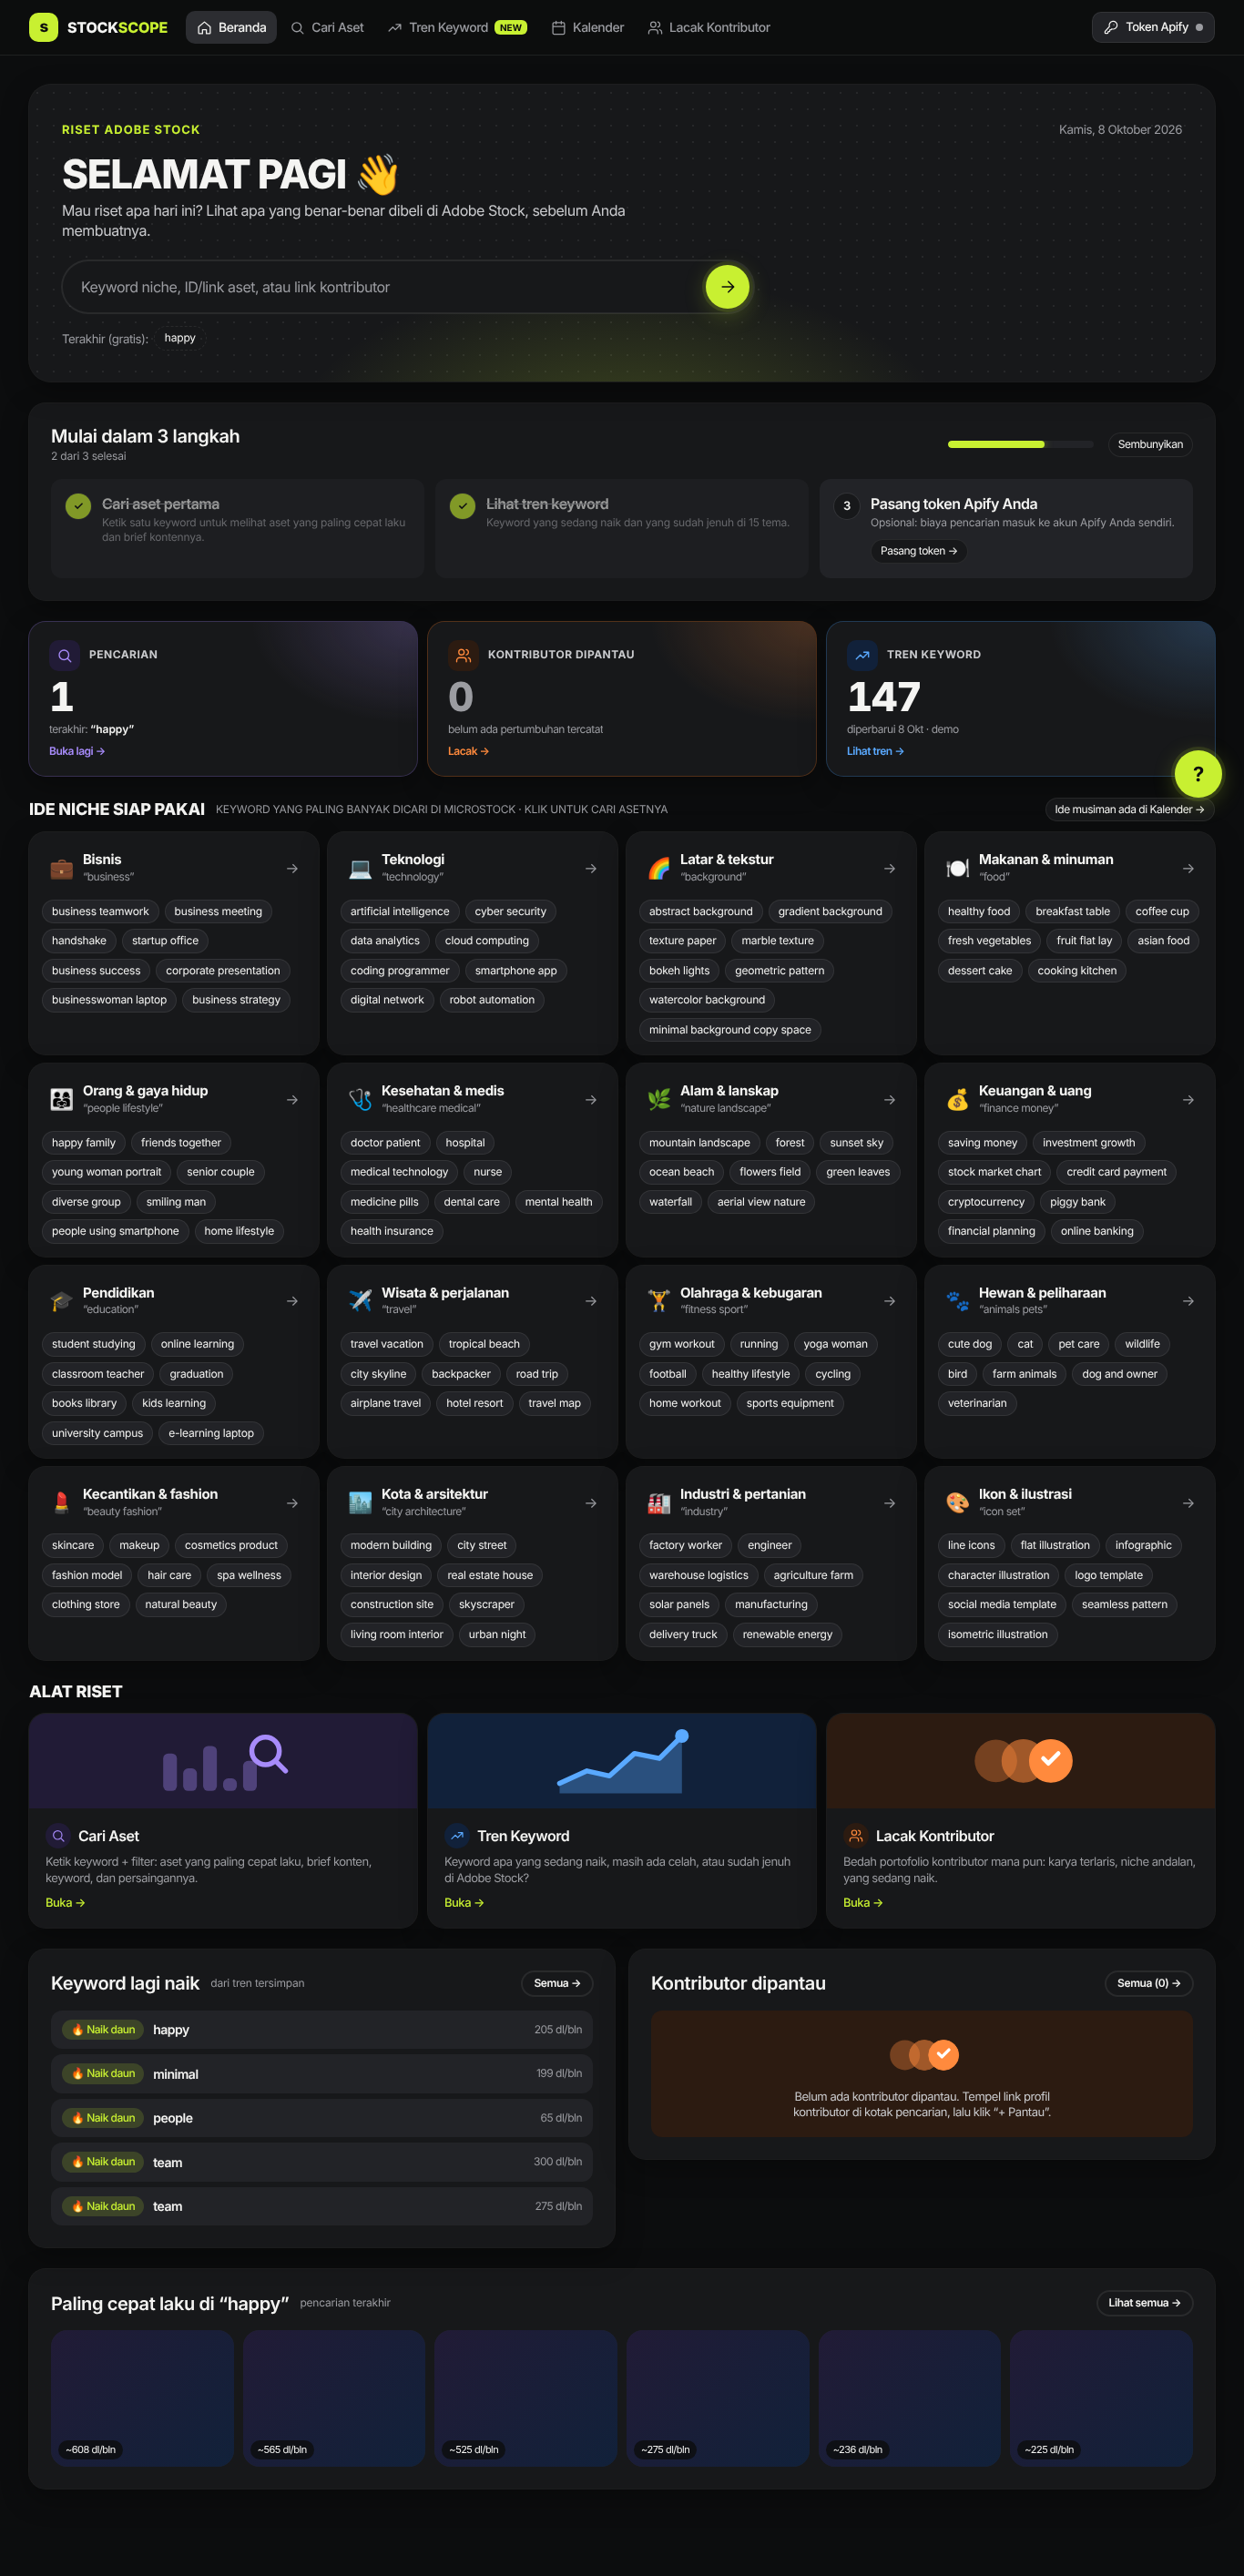 S STOCKSCOPE Beranda Cari Aset Tren Keyword NEW Kalender Lacak Kontributor Token Apify
RISET ADOBE STOCK Kamis, 8 Oktober 2026
SELAMAT PAGI 👋
Mau riset apa hari ini? Lihat apa yang benar-benar dibeli di Adobe Stock, sebelum Anda
membuatnya.
Keyword niche, ID/link aset, atau link kontributor →
Terakhir (gratis): happy
Mulai dalam 3 langkah
2 dari 3 selesai
Sembunyikan
Cari aset pertama
Ketik satu keyword untuk melihat aset yang paling cepat laku
dan brief kontennya.
Lihat tren keyword
Keyword yang sedang naik dan yang sudah jenuh di 15 tema.
3 Pasang token Apify Anda
Opsional: biaya pencarian masuk ke akun Apify Anda sendiri.
Pasang token →
PENCARIAN
1
terakhir: “happy”
Buka lagi →
KONTRIBUTOR DIPANTAU
0
belum ada pertumbuhan tercatat
Lacak →
TREN KEYWORD
147
diperbarui 8 Okt · demo
Lihat tren →
?
IDE NICHE SIAP PAKAI KEYWORD YANG PALING BANYAK DICARI DI MICROSTOCK · KLIK UNTUK CARI ASETNYA Ide musiman ada di Kalender →
Bisnis →
“business”
business teamwork business meeting
handshake startup office
business success corporate presentation
businesswoman laptop business strategy
Teknologi →
“technology”
artificial intelligence cyber security
data analytics cloud computing
coding programmer smartphone app
digital network robot automation
Latar & tekstur →
“background”
abstract background gradient background
texture paper marble texture
bokeh lights geometric pattern
watercolor background
minimal background copy space
Makanan & minuman →
“food”
healthy food breakfast table coffee cup
fresh vegetables fruit flat lay asian food
dessert cake cooking kitchen
Orang & gaya hidup →
“people lifestyle”
happy family friends together
young woman portrait senior couple
diverse group smiling man
people using smartphone home lifestyle
Kesehatan & medis →
“healthcare medical”
doctor patient hospital
medical technology nurse
medicine pills dental care mental health
health insurance
Alam & lanskap →
“nature landscape”
mountain landscape forest sunset sky
ocean beach flowers field green leaves
waterfall aerial view nature
Keuangan & uang →
“finance money”
saving money investment growth
stock market chart credit card payment
cryptocurrency piggy bank
financial planning online banking
Pendidikan →
“education”
student studying online learning
classroom teacher graduation
books library kids learning
university campus e-learning laptop
Wisata & perjalanan →
“travel”
travel vacation tropical beach
city skyline backpacker road trip
airplane travel hotel resort travel map
Olahraga & kebugaran →
“fitness sport”
gym workout running yoga woman
football healthy lifestyle cycling
home workout sports equipment
Hewan & peliharaan →
“animals pets”
cute dog cat pet care wildlife
bird farm animals dog and owner
veterinarian
Kecantikan & fashion →
“beauty fashion”
skincare makeup cosmetics product
fashion model hair care spa wellness
clothing store natural beauty
Kota & arsitektur →
“city architecture”
modern building city street
interior design real estate house
construction site skyscraper
living room interior urban night
Industri & pertanian →
“industry”
factory worker engineer
warehouse logistics agriculture farm
solar panels manufacturing
delivery truck renewable energy
Ikon & ilustrasi →
“icon set”
line icons flat illustration infographic
character illustration logo template
social media template seamless pattern
isometric illustration
ALAT RISET
Cari Aset
Ketik keyword + filter: aset yang paling cepat laku, brief konten,
keyword, dan persaingannya.
Buka →
Tren Keyword
Keyword apa yang sedang naik, masih ada celah, atau sudah jenuh
di Adobe Stock?
Buka →
Lacak Kontributor
Bedah portofolio kontributor mana pun: karya terlaris, niche andalan,
yang sedang naik.
Buka →
Keyword lagi naik dari tren tersimpan Semua →
🔥 Naik daun happy 205 dl/bln
🔥 Naik daun minimal 199 dl/bln
🔥 Naik daun people 65 dl/bln
🔥 Naik daun team 300 dl/bln
🔥 Naik daun team 275 dl/bln
Kontributor dipantau Semua (0) →
Belum ada kontributor dipantau. Tempel link profil
kontributor di kotak pencarian, lalu klik “+ Pantau”.
Paling cepat laku di “happy” pencarian terakhir Lihat semua →
~608 dl/bln ~565 dl/bln ~525 dl/bln ~275 dl/bln ~236 dl/bln ~225 dl/bln